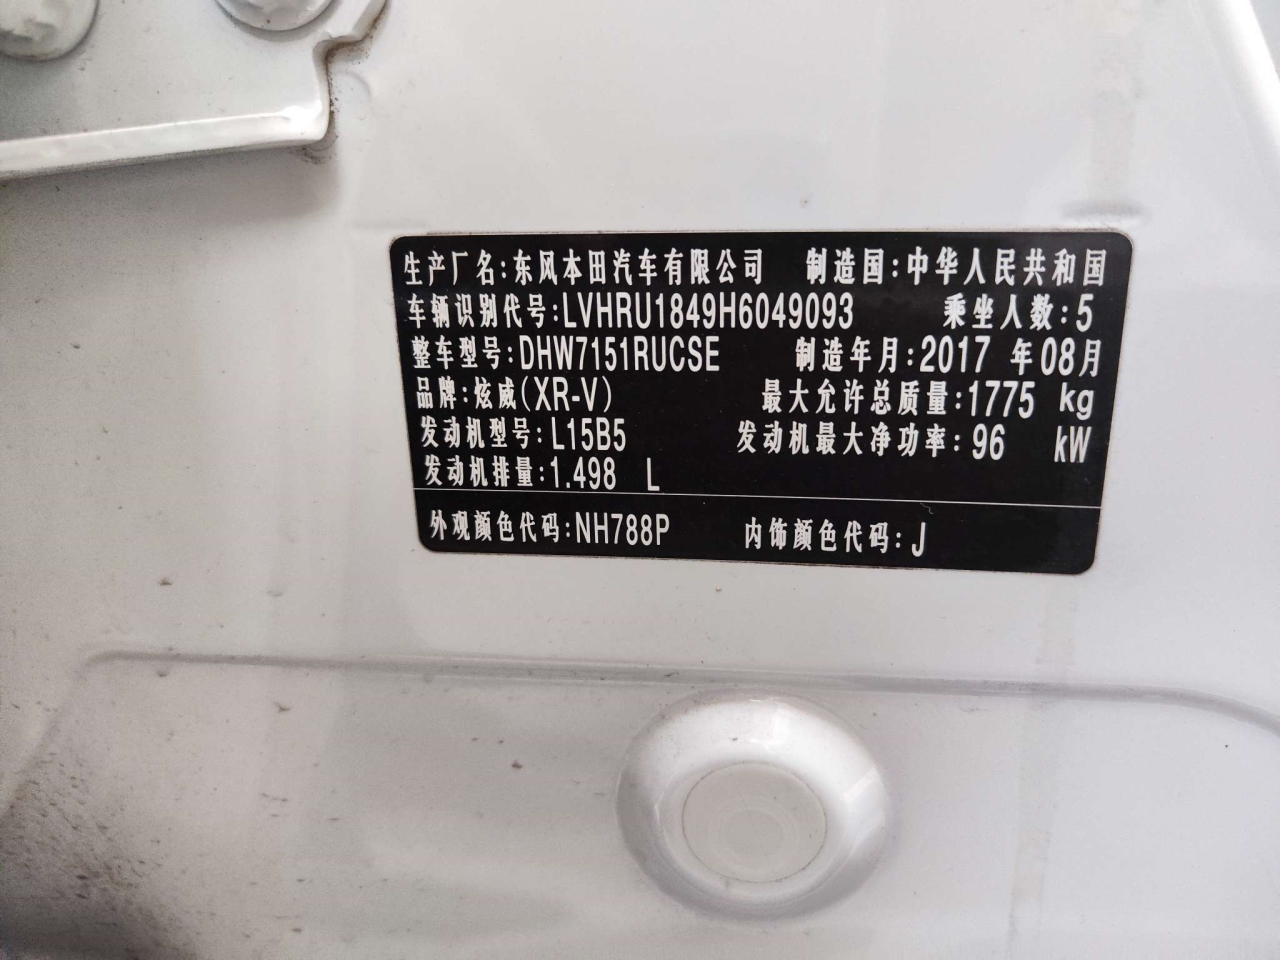 生产厂名:东风本田汽车有限公司 制造国:中华人民共和国
车辆识别代号:LVHRU1849H6049093 乘坐人数:5
整车型号:DHW7151RUCSE 制造年月:2017 年08月
品牌:炫威(XR-V) 最大允许总质量:1775 kg
发动机型号:L15B5 发动机最大净功率:96 kW
发动机排量:1.498 L
外观颜色代码:NH788P 内饰颜色代码:J